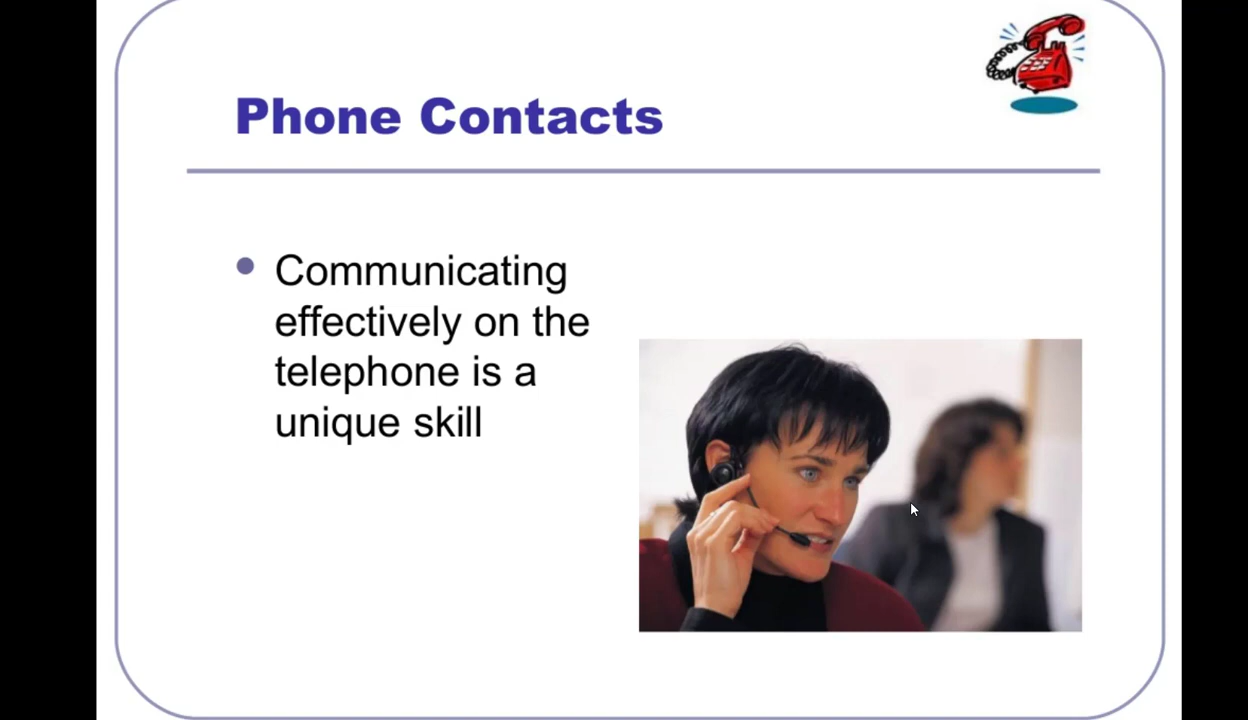 Phone Contacts
Communicating
effectively on the
telephone is a
unique skill